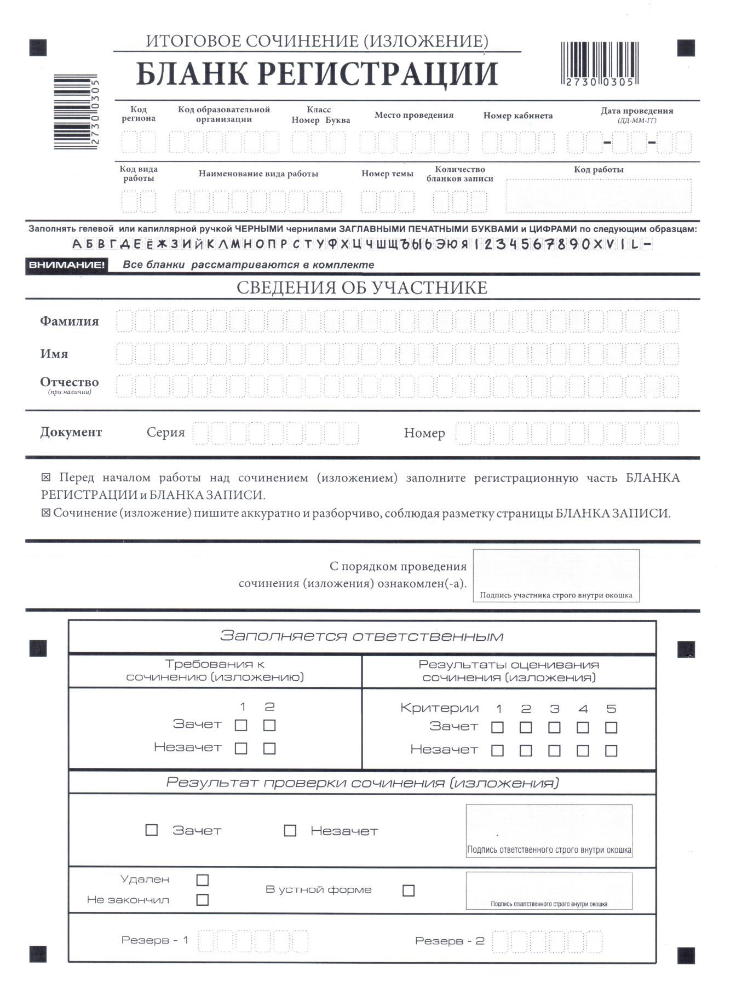 ИТОГОВОЕ СОЧИНЕНИЕ (ИЗЛОЖЕНИЕ)
БЛАНК РЕГИСТРАЦИИ
2730 0305
2730 0305
Код региона
Код образовательной организации
Класс
Номер Буква
Место проведения
Номер кабинета
Дата проведения
(ДД-ММ-ГГ)
- -
Код вида работы
Наименование вида работы
Номер темы
Количество бланков записи
Код работы
Заполнять гелевой или капиллярной ручкой ЧЕРНЫМИ чернилами ЗАГЛАВНЫМИ ПЕЧАТНЫМИ БУКВАМИ и ЦИФРАМИ по следующим образцам:
АБВГДЕЁЖЗИЙКЛМНОПРСТУФХЦЧШЩЪЫЬЭЮЯ1234567890XVIL-
ВНИМАНИЕ! Все бланки рассматриваются в комплекте
СВЕДЕНИЯ ОБ УЧАСТНИКЕ
Фамилия
Имя
Отчество
(при наличии)
Документ Серия Номер
☒ Перед началом работы над сочинением (изложением) заполните регистрационную часть БЛАНКА
РЕГИСТРАЦИИ и БЛАНКА ЗАПИСИ.
☒ Сочинение (изложение) пишите аккуратно и разборчиво, соблюдая разметку страницы БЛАНКА ЗАПИСИ.
С порядком проведения
сочинения (изложения) ознакомлен(-а).
Подпись участника строго внутри окошка
Заполняется ответственным
Требования к
сочинению (изложению)
1 2
Зачет
Незачет
Результаты оценивания
сочинения (изложения)
Критерии 1 2 3 4 5
Зачет
Незачет
Результат проверки сочинения (изложения)
Зачет Незачет
Подпись ответственного строго внутри окошка
Удален
Не закончил
В устной форме
Подпись ответственного строго внутри окошка
Резерв - 1 Резерв - 2